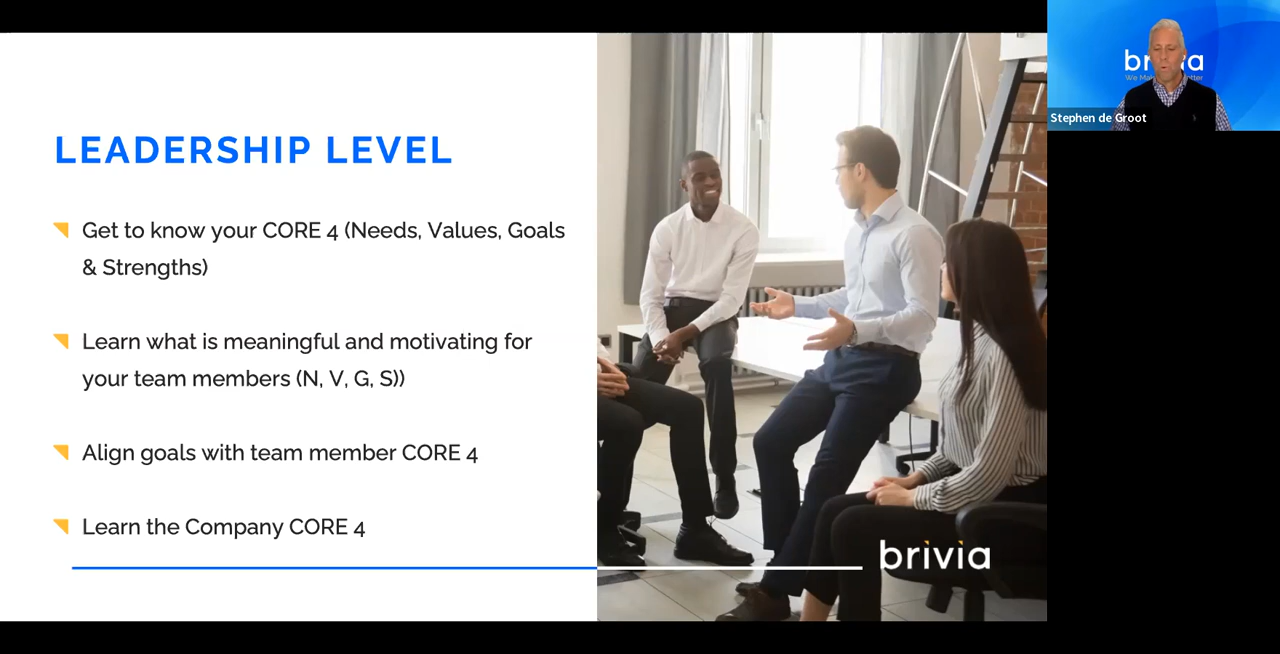 LEADERSHIP LEVEL
Get to know your CORE 4 (Needs, Values, Goals
& Strengths)
Learn what is meaningful and motivating for
your team members (N, V, G, S))
Align goals with team member CORE 4
Learn the Company CORE 4
brivia
Stephen de Groot